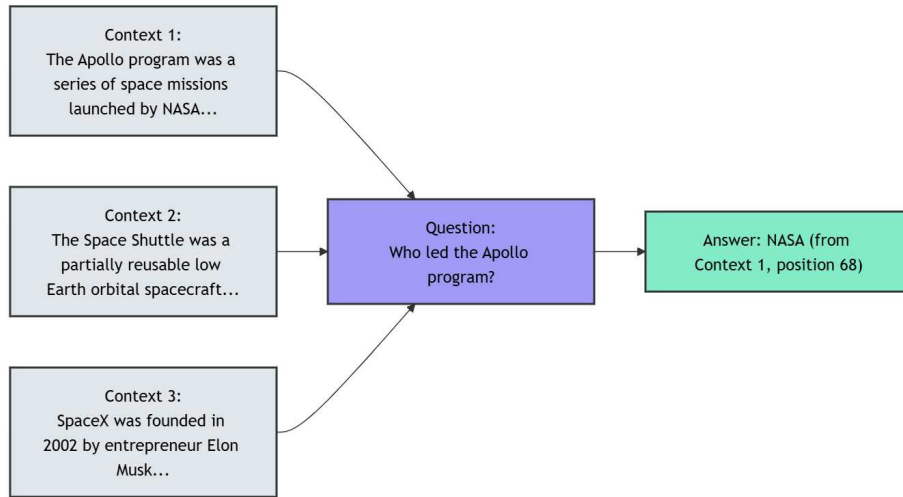 Context 1:
The Apollo program was a
series of space missions
launched by NASA...
Context 2:
The Space Shuttle was a
partially reusable low
Earth orbital spacecraft...
Context 3:
SpaceX was founded in
2002 by entrepreneur Elon
Musk...
Question:
Who led the Apollo
program?
Answer: NASA (from
Context 1, position 68)